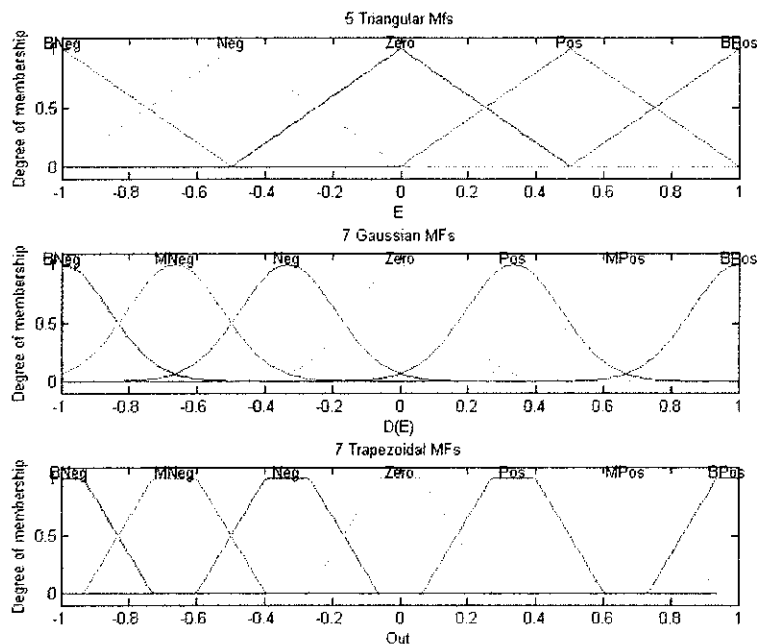 5 Triangular Mfs
BNeg Neg Zero Pos BPos
1
0.5
0
Degree of membership
-1 -0.8 -0.6 -0.4 -0.2 0 0.2 0.4 0.6 0.8 1
E
7 Gaussian MFs
BNeg MNeg Neg Zero Pos MPos BPos
1
0.5
0
Degree of membership
-1 -0.8 -0.6 -0.4 -0.2 0 0.2 0.4 0.6 0.8 1
D(E)
7 Trapezoidal MFs
BNeg MNeg Neg Zero Pos MPos BPos
1
0.5
0
Degree of membership
-1 -0.8 -0.6 -0.4 -0.2 0 0.2 0.4 0.6 0.8 1
Out